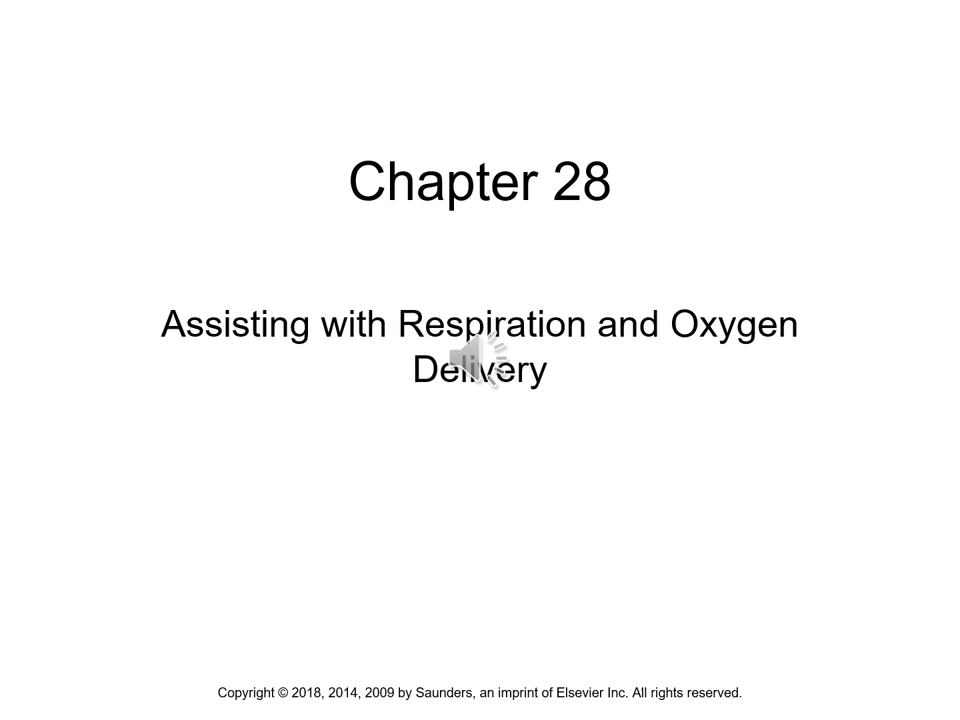 Chapter 28
Assisting with Respiration and Oxygen
Delivery
Copyright © 2018, 2014, 2009 by Saunders, an imprint of Elsevier Inc. All rights reserved.